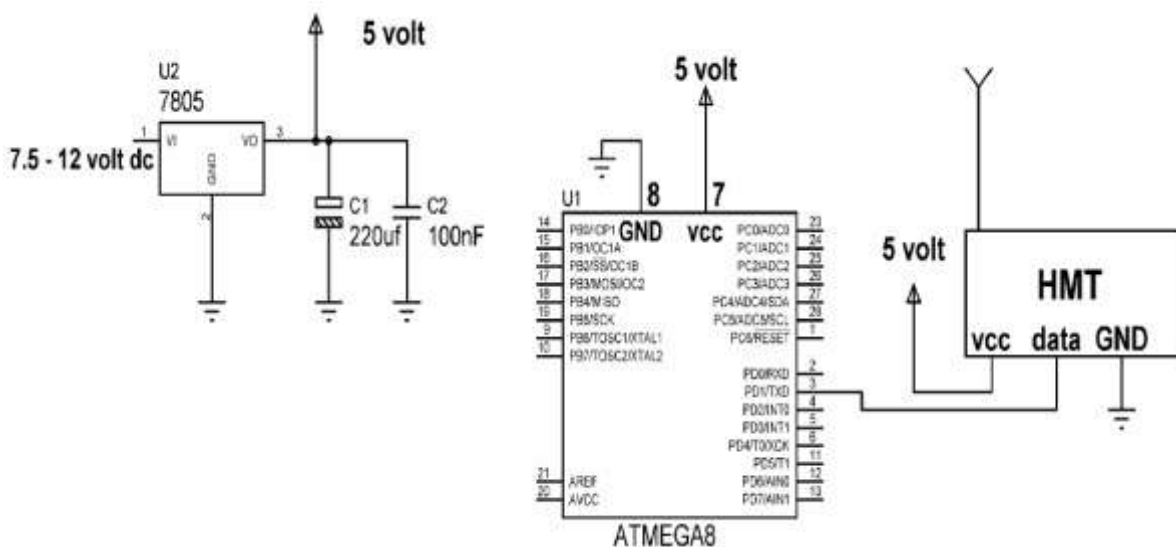 5 volt
U2
7805
1
VI
VO
3
7.5 - 12 volt dc
GND
2
C1
220uf
C2
100nF
5 volt
U1
8
7
GND
vcc
14
PB0/ICP1
15
PB1/OC1A
16
PB2/SS/OC1B
17
PB3/MOSI/OC2
18
PB4/MISO
19
PB5/SCK
9
PB6/TOSC1/XTAL1
10
PB7/TOSC2/XTAL2
21
AREF
20
AVCC
PC0/ADC0
23
PC1/ADC1
24
PC2/ADC2
25
PC3/ADC3
26
PC4/ADC4/SDA
27
PC5/ADC5/SCL
28
PC6/RESET
1
PD0/RXD
2
PD1/TXD
3
PD2/INT0
4
PD3/INT1
5
PD4/T0/XCK
6
PD5/T1
11
PD6/AIN0
12
PD7/AIN1
13
ATMEGA8
5 volt
HMT
vcc data GND